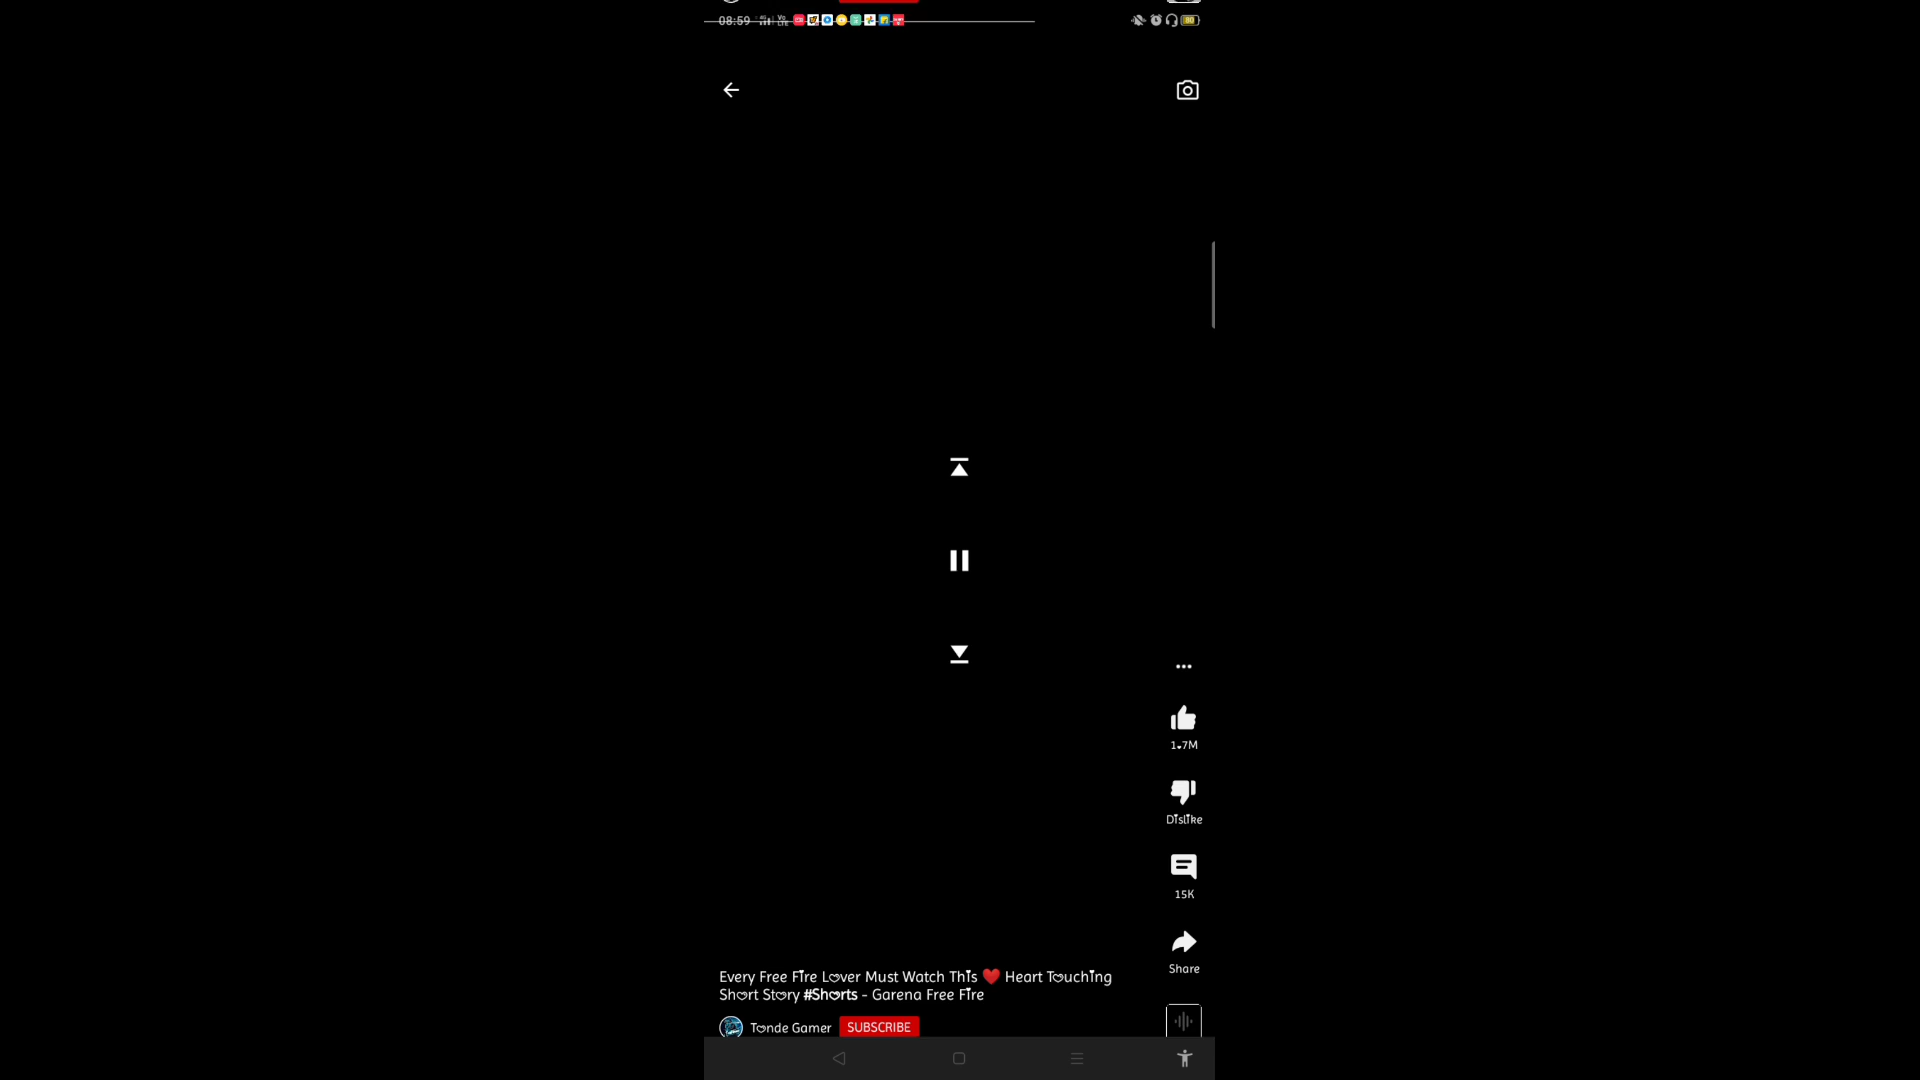 08:59
1.7M
Dislike
15K
Share
Every Free Fire Lover Must Watch This ❤️ Heart Touching
Short Story #Shorts - Garena Free Fire
Tonde Gamer SUBSCRIBE